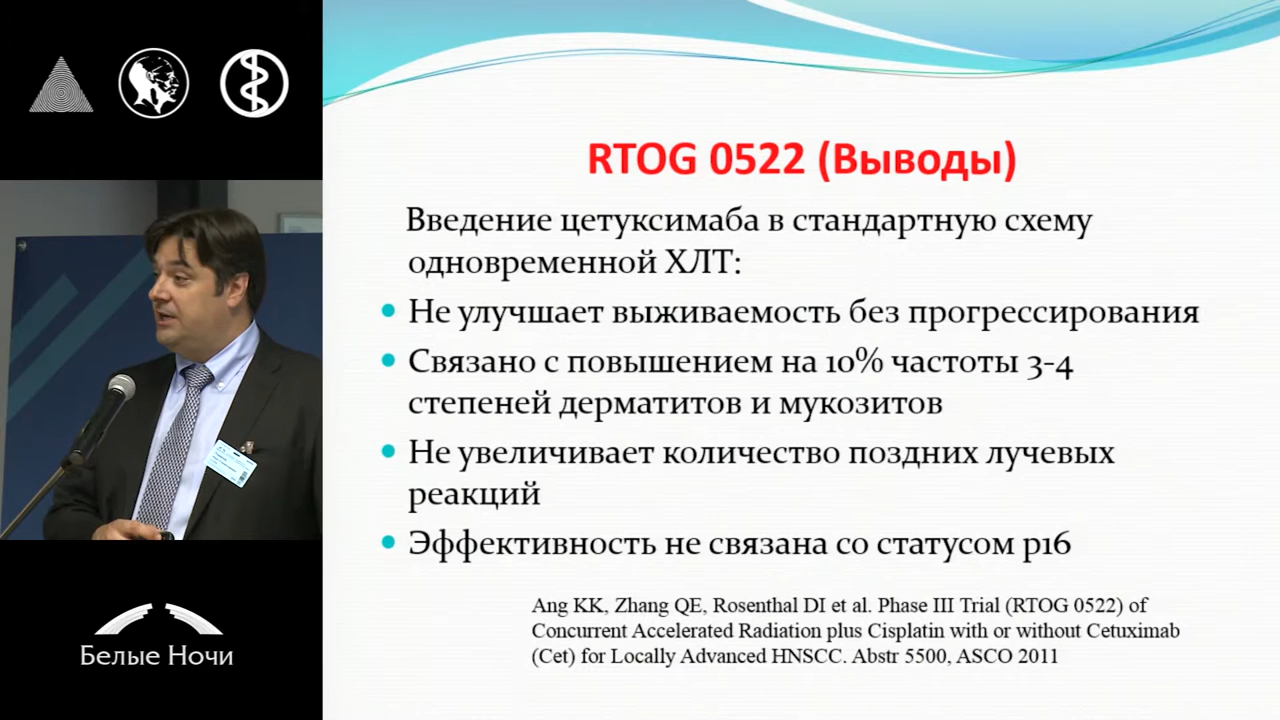 RTOG 0522 (Выводы)
Введение цетуксимаба в стандартную схему
одновременной ХЛТ:
• Не улучшает выживаемость без прогрессирования
• Связано с повышением на 10% частоты 3-4
степеней дерматитов и мукозитов
• Не увеличивает количество поздних лучевых
реакций
• Эффективность не связана со статусом p16
Ang KK, Zhang QE, Rosenthal DI et al. Phase III Trial (RTOG 0522) of
Concurrent Accelerated Radiation plus Cisplatin with or without Cetuximab
(Cet) for Locally Advanced HNSCC. Abstr 5500, ASCO 2011
Белые Ночи